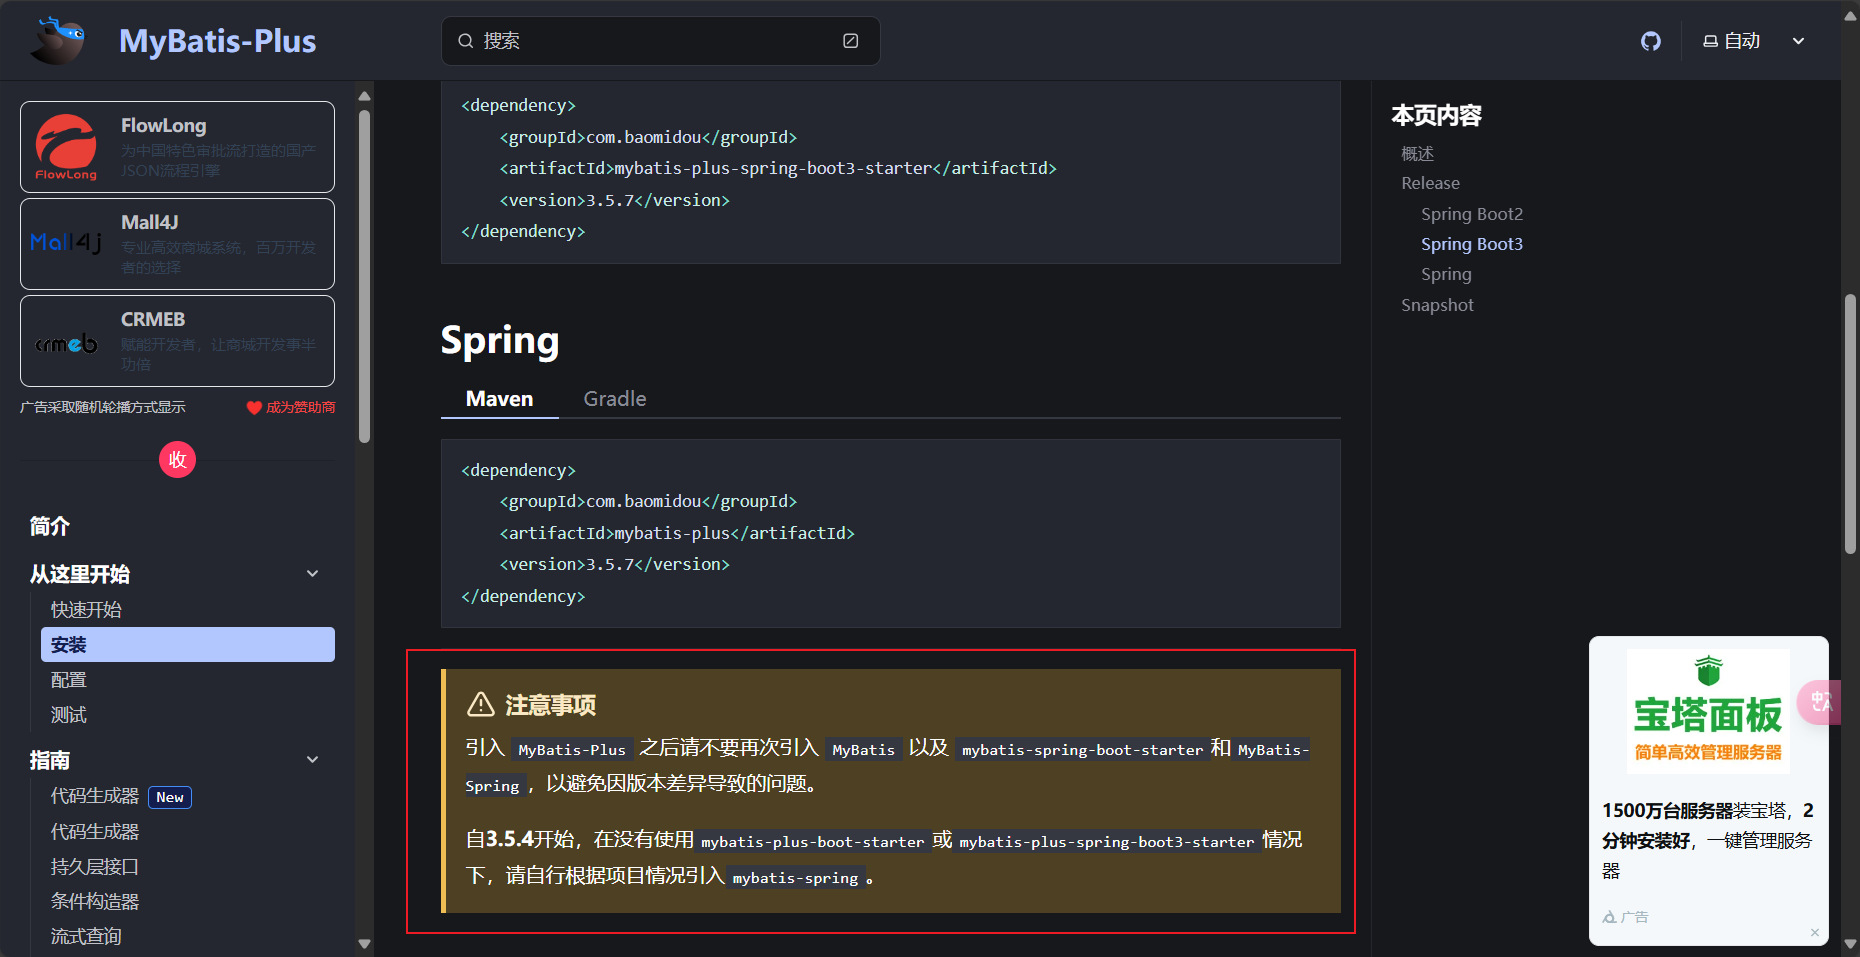 MyBatis-Plus
搜索
自动
FlowLong
为中国特色审批流打造的国产
JSON流程引擎
FlowLong
Mall4J
专业高效商城系统，百万开发
者的选择
Mall4j
CRMEB
赋能开发者，让商城开发事半
功倍
crmeb
广告采取随机轮播方式显示
成为赞助商
收
简介
从这里开始
快速开始
安装
配置
测试
指南
代码生成器 New
代码生成器
持久层接口
条件构造器
流式查询
<dependency>
    <groupId>com.baomidou</groupId>
    <artifactId>mybatis-plus-spring-boot3-starter</artifactId>
    <version>3.5.7</version>
</dependency>
Spring
Maven Gradle
<dependency>
    <groupId>com.baomidou</groupId>
    <artifactId>mybatis-plus</artifactId>
    <version>3.5.7</version>
</dependency>
注意事项
引入 MyBatis-Plus 之后请不要再次引入 MyBatis 以及 mybatis-spring-boot-starter 和 MyBatis-
Spring ，以避免因版本差异导致的问题。
自3.5.4开始，在没有使用 mybatis-plus-boot-starter 或 mybatis-plus-spring-boot3-starter 情况
下，请自行根据项目情况引入 mybatis-spring 。
本页内容
概述
Release
Spring Boot2
Spring Boot3
Spring
Snapshot
宝塔面板
简单高效管理服务器
中
A
1500万台服务器装宝塔，2
分钟安装好，一键管理服务
器
广告